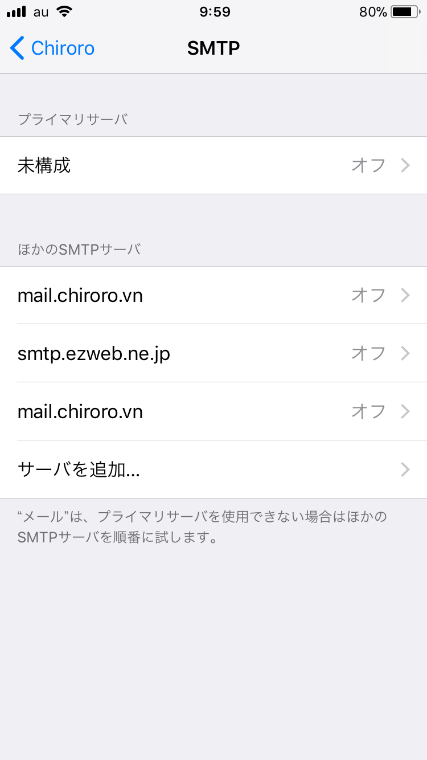 au 9:59 80%
Chiroro SMTP
プライマリサーバ
未構成 オフ
ほかのSMTPサーバ
mail.chiroro.vn オフ
smtp.ezweb.ne.jp オフ
mail.chiroro.vn オフ
サーバを追加...
“メール”は、プライマリサーバを使用できない場合はほかの
SMTPサーバを順番に試します。